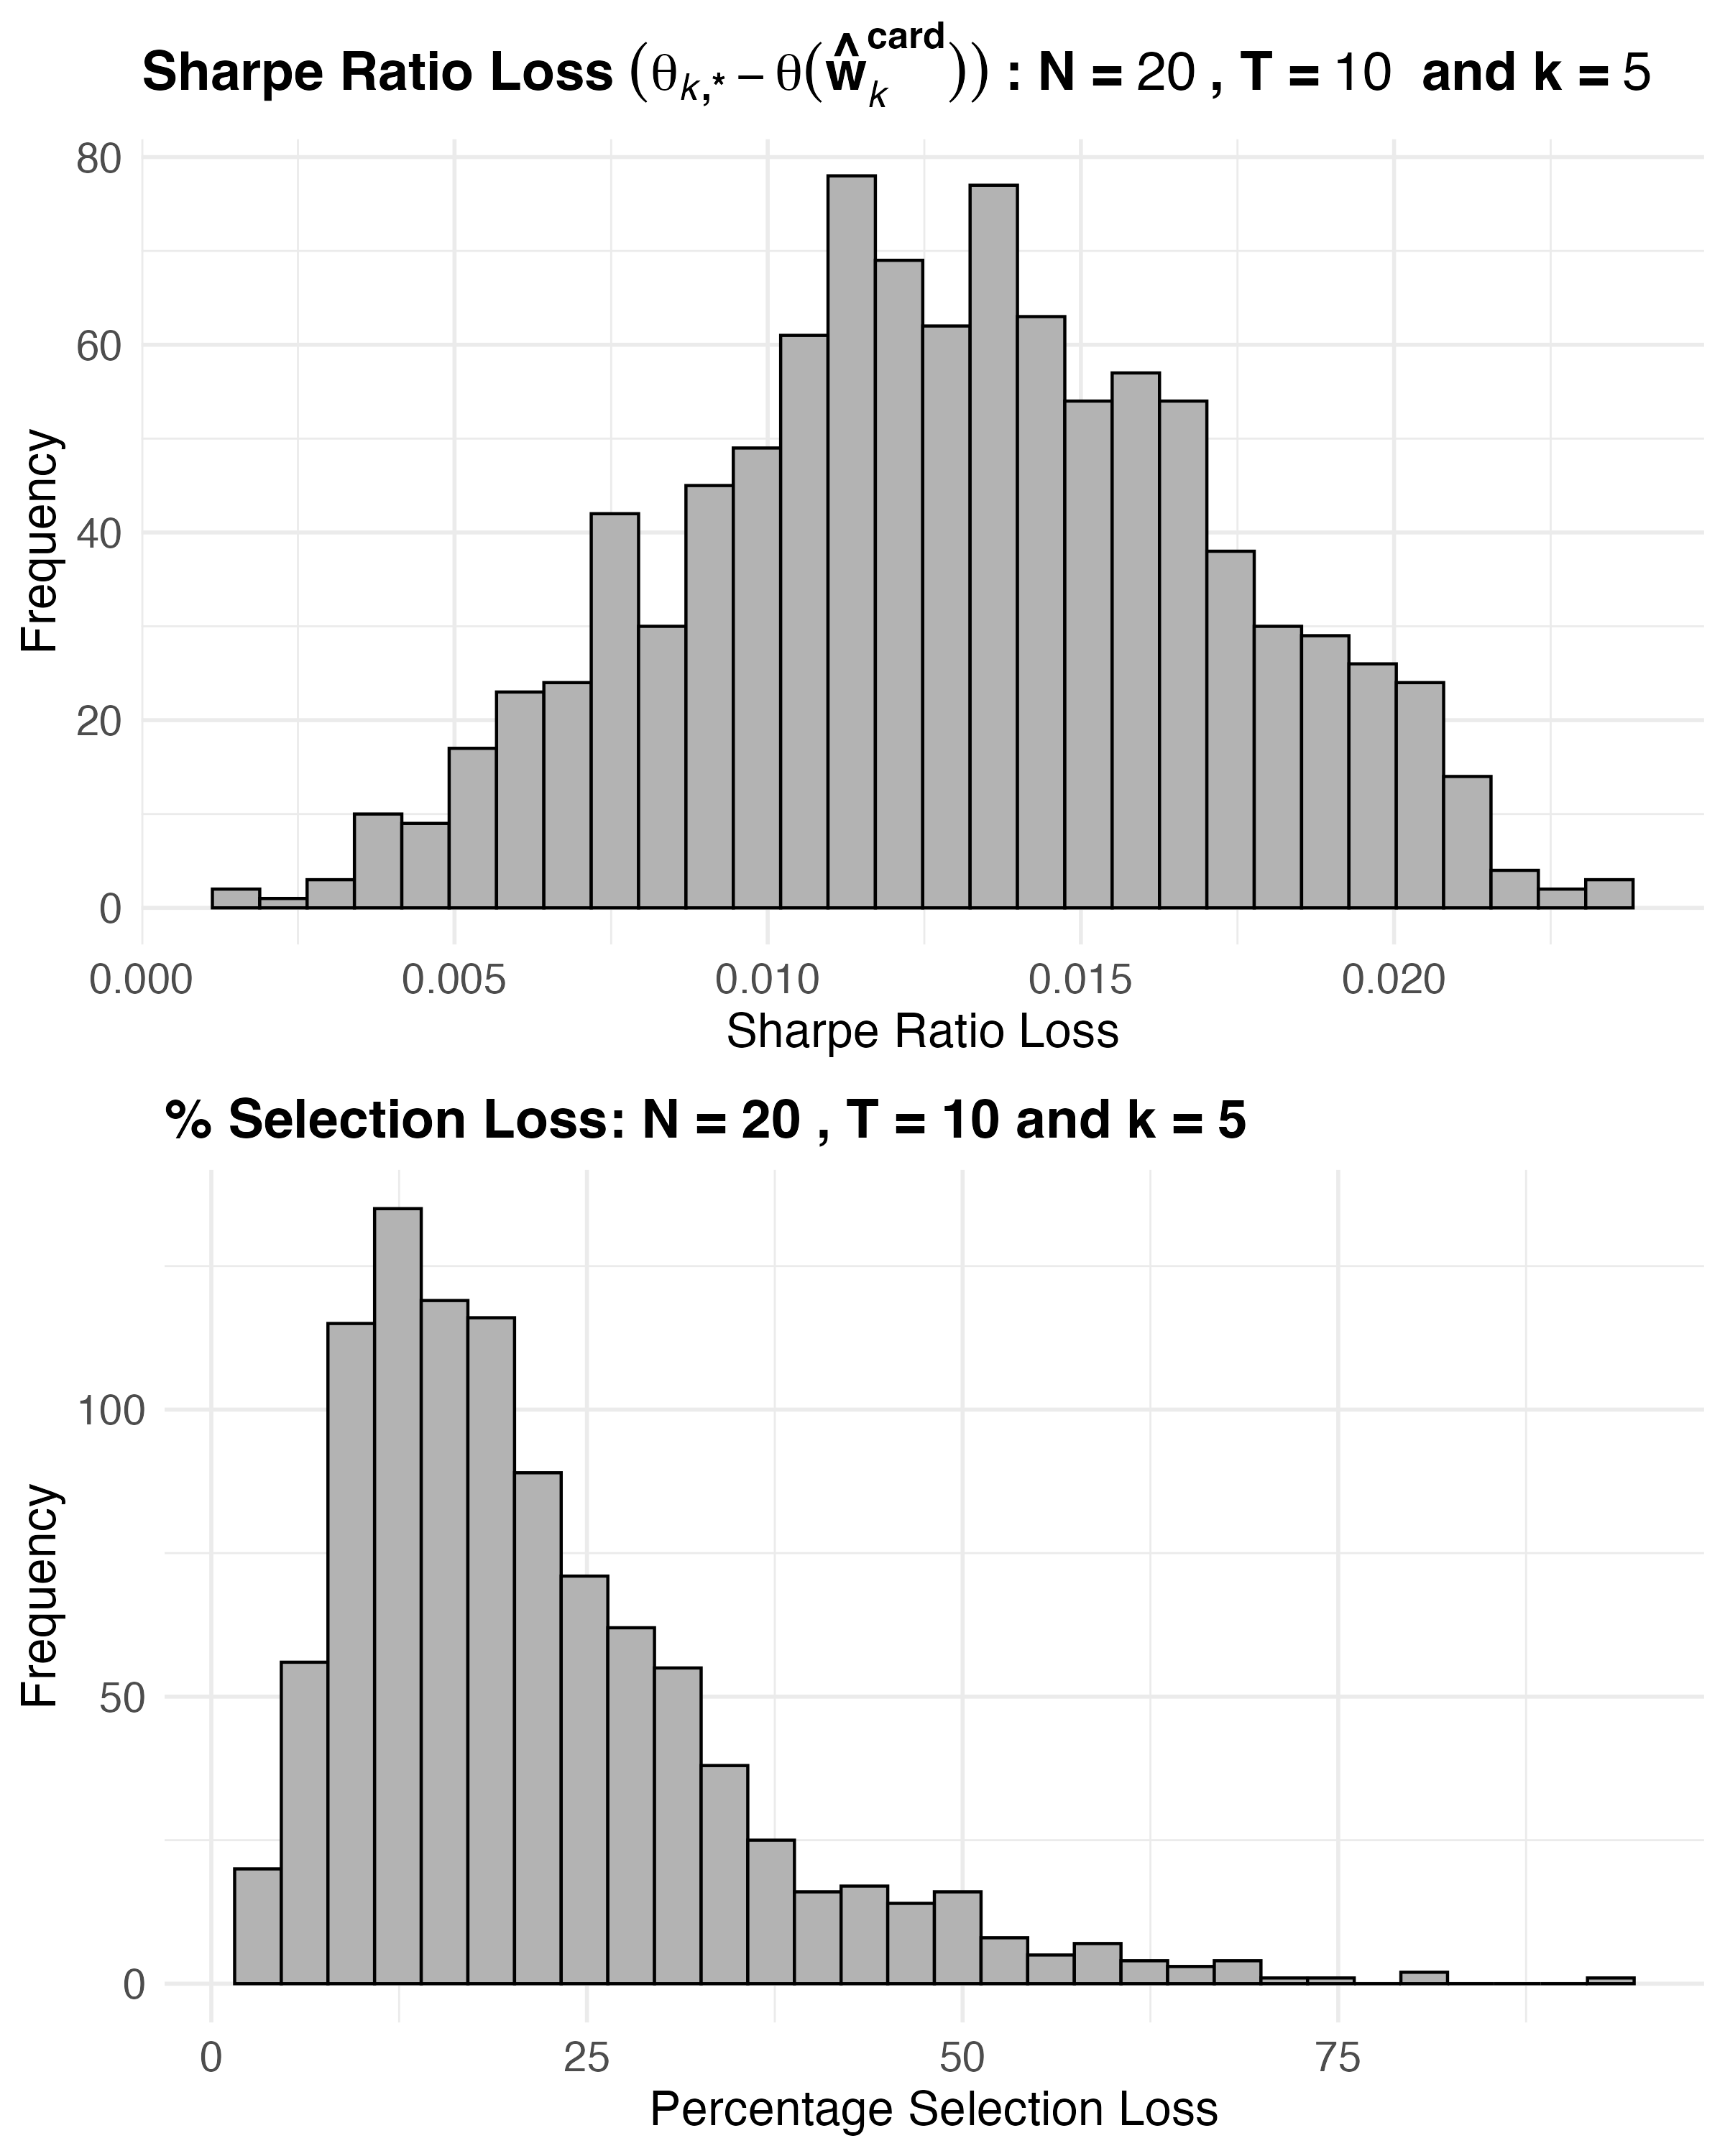 Sharpe Ratio Loss (θk,* − θ(ŵk^card)) : N = 20 , T = 10 and k = 5
80
60
40
20
0
Frequency
0.000 0.005 0.010 0.015 0.020
Sharpe Ratio Loss
% Selection Loss: N = 20 , T = 10 and k = 5
100
50
0
Frequency
0 25 50 75
Percentage Selection Loss